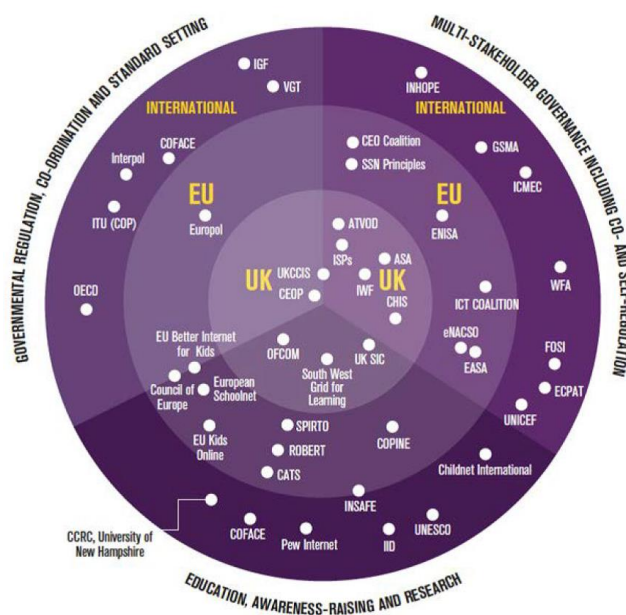 GOVERNMENTAL REGULATION, CO-ORDINATION AND STANDARD SETTING
MULTI-STAKEHOLDER GOVERNANCE INCLUDING CO- AND SELF-REGULATION
EDUCATION, AWARENESS-RAISING AND RESEARCH
IGF
VGT
INTERNATIONAL
COFACE
Interpol
ITU (COP)
EU
Europol
OECD
UK
UKCCIS
CEOP
INHOPE
INTERNATIONAL
CEO Coalition
SSN Principles
GSMA
ICMEC
EU
ENISA
ATVOD
ISPs
ASA
UK
IWF
CHIS
WFA
ICT COALITION
eNACSO
EASA
FOSI
ECPAT
UNICEF
EU Better Internet
for Kids
Council of
Europe
European
Schoolnet
EU Kids
Online
OFCOM
UK SIC
South West
Grid for
Learning
SPIRTO
ROBERT
CATS
COPINE
Childnet International
INSAFE
CCRC, University of
New Hampshire
COFACE
Pew Internet
IID
UNESCO